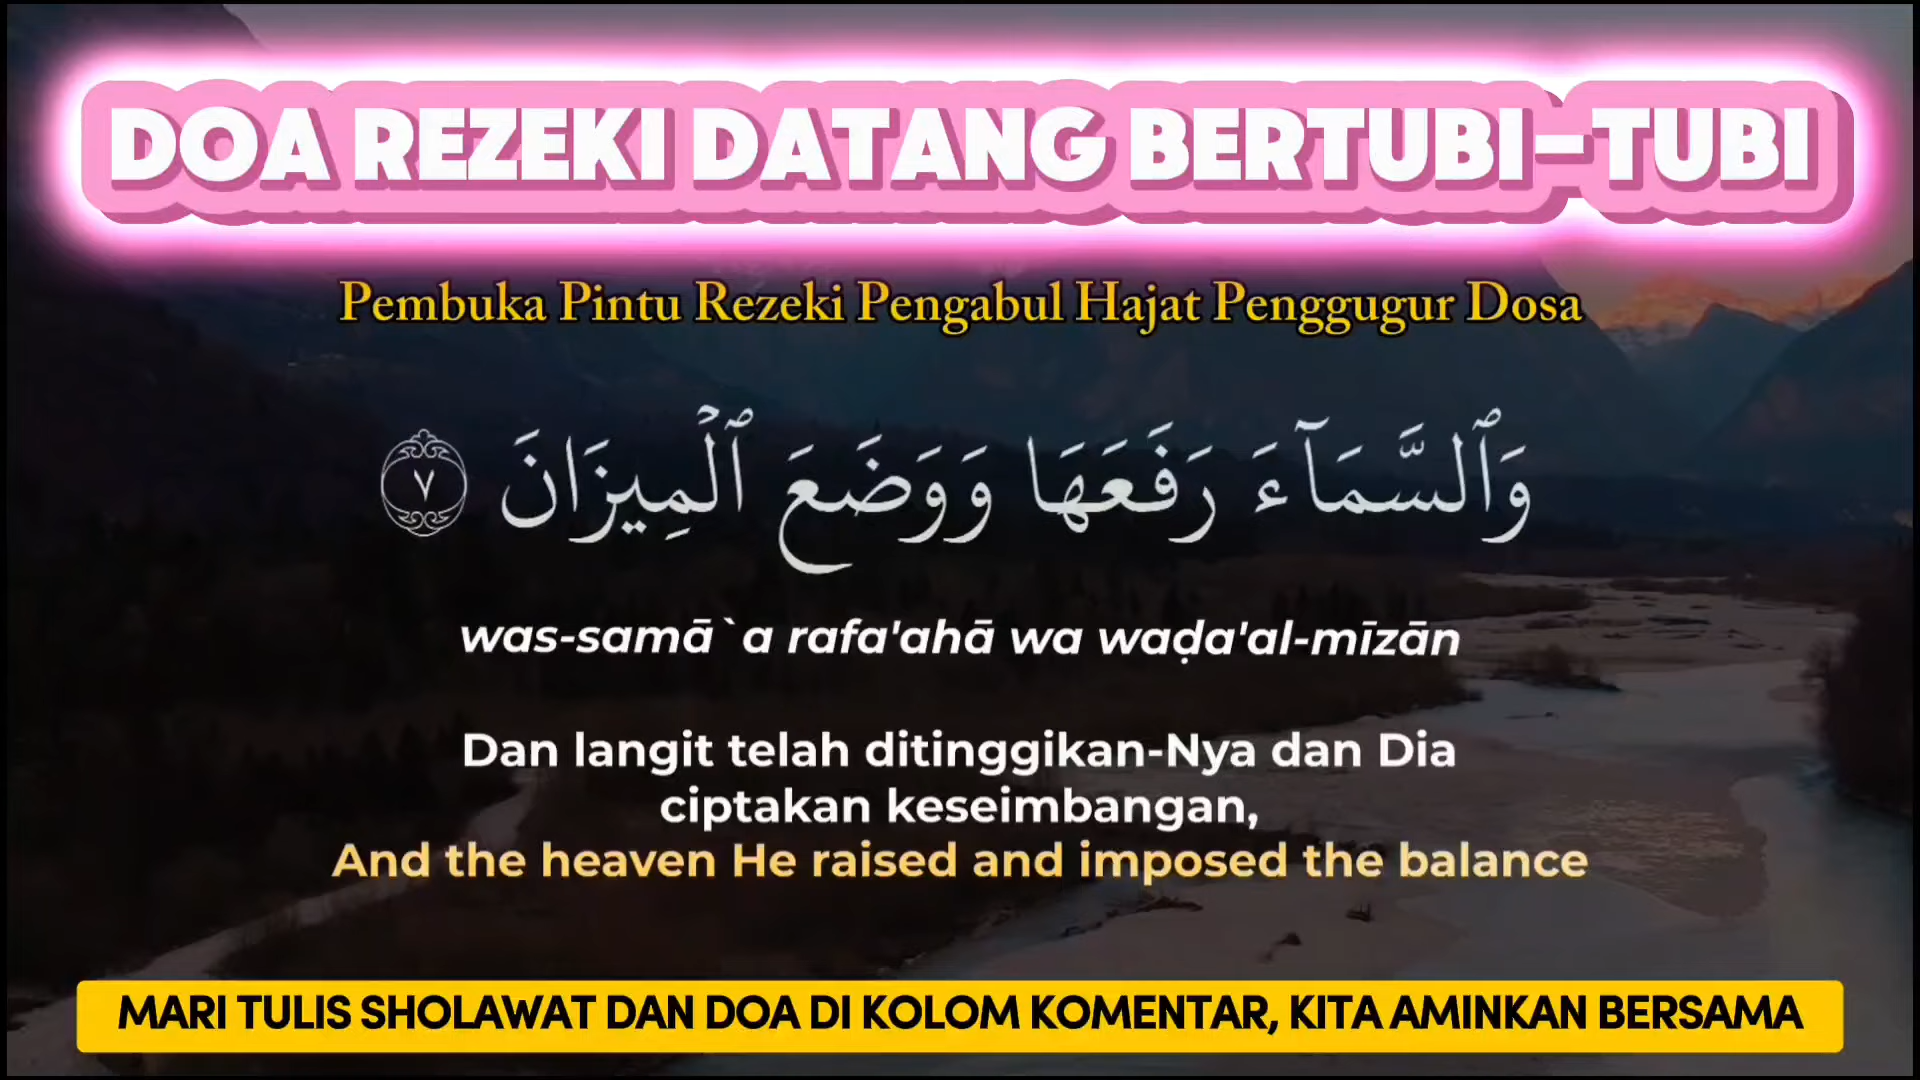 DOA REZEKI DATANG BERTUBI-TUBI
Pembuka Pintu Rezeki Pengabul Hajat Penggugur Dosa
وَٱلسَّمَآءَ رَفَعَهَا وَوَضَعَ ٱلْمِيزَانَ ٧
was-samā`a rafa'ahā wa waḍa'al-mīzān
Dan langit telah ditinggikan-Nya dan Dia
ciptakan keseimbangan,
And the heaven He raised and imposed the balance
MARI TULIS SHOLAWAT DAN DOA DI KOLOM KOMENTAR, KITA AMINKAN BERSAMA